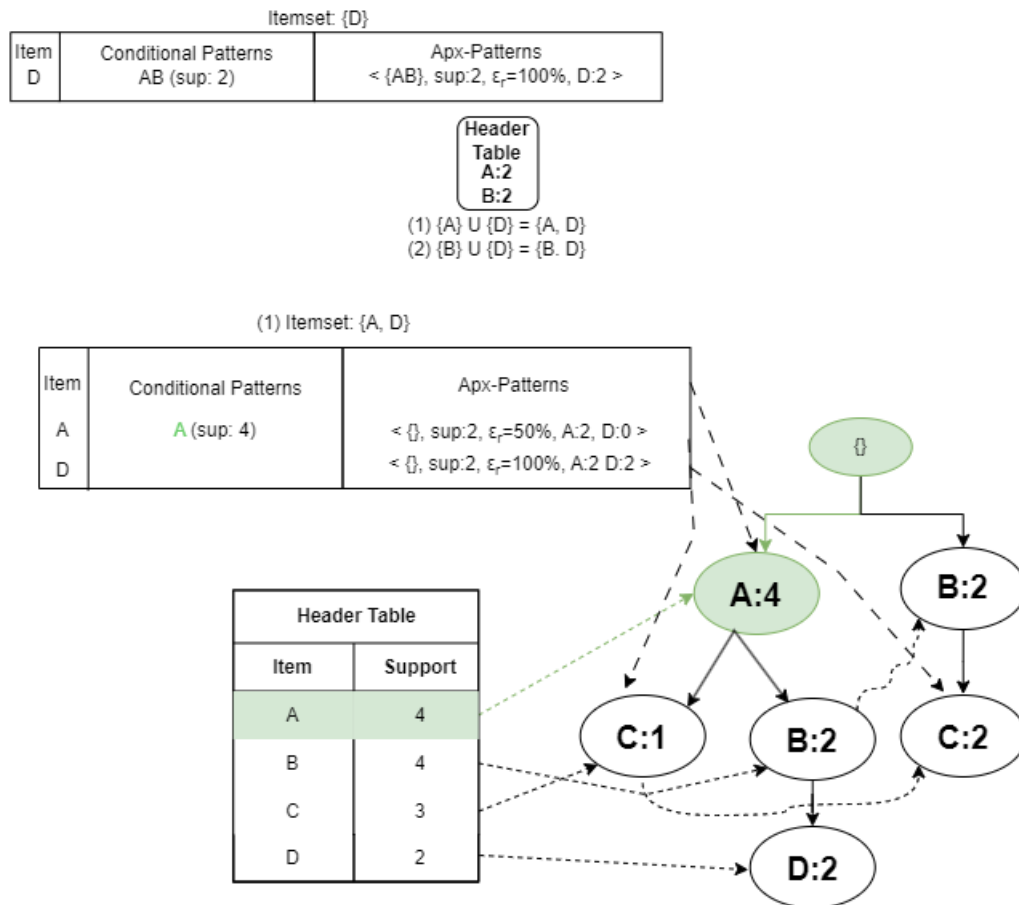 Itemset: {D}
Item Conditional Patterns Apx-Patterns
D AB (sup: 2) < {AB}, sup:2, εr=100%, D:2 >
Header
Table
A:2
B:2
(1) {A} U {D} = {A, D}
(2) {B} U {D} = {B. D}
(1) Itemset: {A, D}
Item Conditional Patterns Apx-Patterns
A A (sup: 4) < {}, sup:2, εr=50%, A:2, D:0 >
D < {}, sup:2, εr=100%, A:2 D:2 >
{}
A:4 B:2
Header Table
Item Support
A 4
B 4
C 3
D 2
C:1 B:2 C:2
D:2